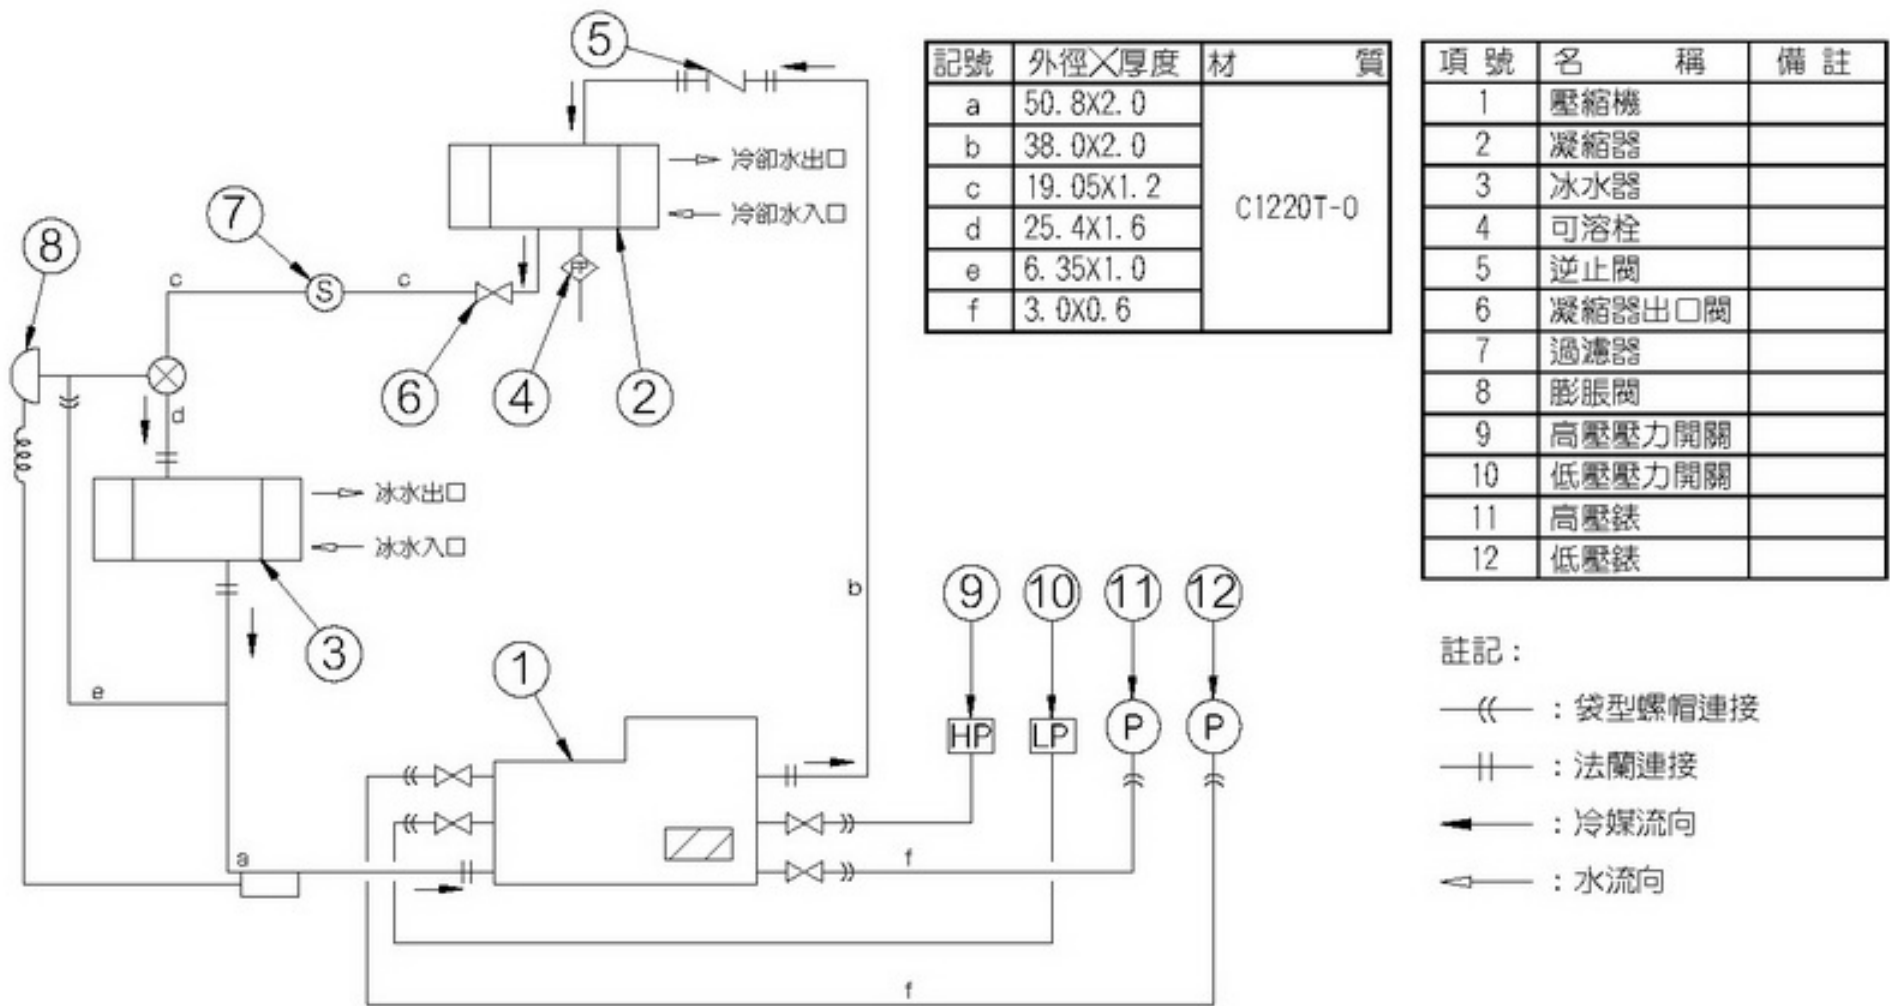 5
記號 外徑X厚度 材 質
a 50.8X2.0
b 38.0X2.0
c 19.05X1.2
d 25.4X1.6
e 6.35X1.0
f 3.0X0.6
C1220T-O
項號 名 稱 備註
1 壓縮機
2 凝縮器
3 冰水器
4 可溶栓
5 逆止閥
6 凝縮器出口閥
7 過濾器
8 膨脹閥
9 高壓壓力開關
10 低壓壓力開關
11 高壓錶
12 低壓錶
冷卻水出口
冷卻水入口
7
8
c
S
c
FP
6
4
2
d
冰水出口
冰水入口
3
e
b
1
9
10
11
12
HP
LP
P
P
a
f
f
註記：
：袋型螺帽連接
：法蘭連接
：冷媒流向
：水流向